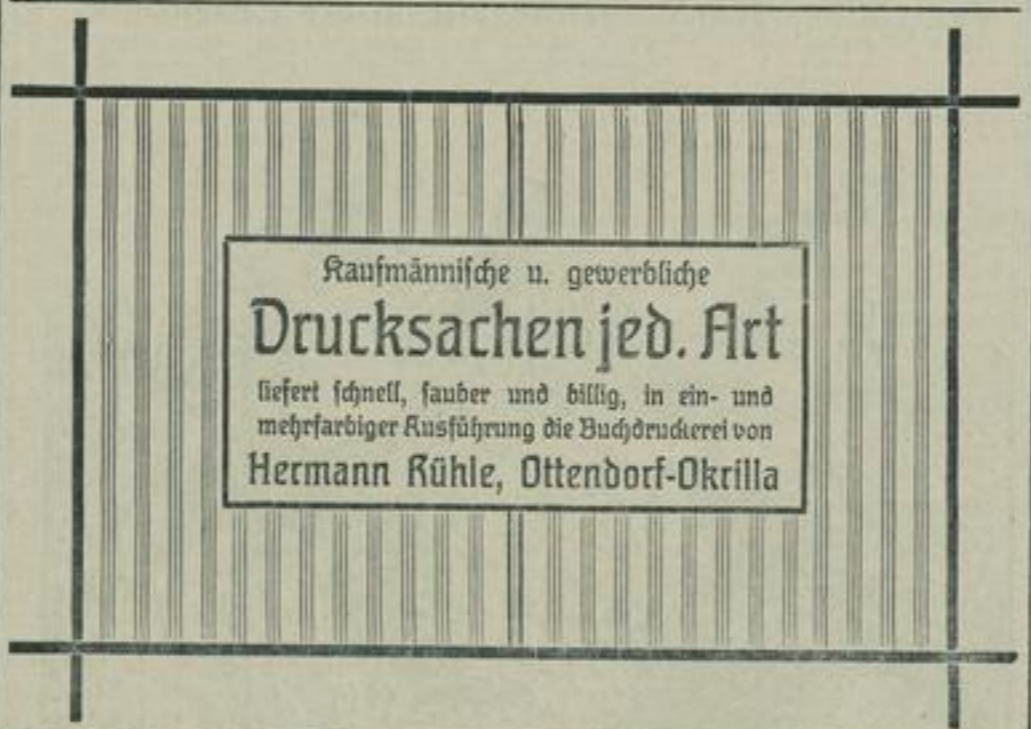 Kaufmännische u. gewerbliche
Drucksachen jed. Art
liefert schnell, sauber und billig, in ein- und
mehrfarbiger Ausführung die Buchdruckerei von
Hermann Rühle, Ottendorf-Okrilla